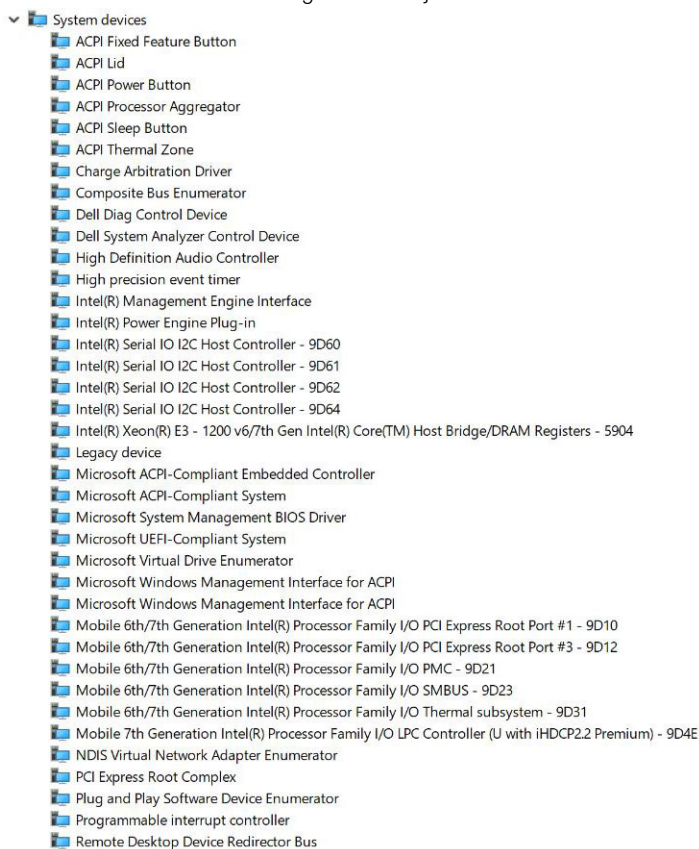 System devices
ACPI Fixed Feature Button
ACPI Lid
ACPI Power Button
ACPI Processor Aggregator
ACPI Sleep Button
ACPI Thermal Zone
Charge Arbitration Driver
Composite Bus Enumerator
Dell Diag Control Device
Dell System Analyzer Control Device
High Definition Audio Controller
High precision event timer
Intel(R) Management Engine Interface
Intel(R) Power Engine Plug-in
Intel(R) Serial IO I2C Host Controller - 9D60
Intel(R) Serial IO I2C Host Controller - 9D61
Intel(R) Serial IO I2C Host Controller - 9D62
Intel(R) Serial IO I2C Host Controller - 9D64
Intel(R) Xeon(R) E3 - 1200 v6/7th Gen Intel(R) Core(TM) Host Bridge/DRAM Registers - 5904
Legacy device
Microsoft ACPI-Compliant Embedded Controller
Microsoft ACPI-Compliant System
Microsoft System Management BIOS Driver
Microsoft UEFI-Compliant System
Microsoft Virtual Drive Enumerator
Microsoft Windows Management Interface for ACPI
Microsoft Windows Management Interface for ACPI
Mobile 6th/7th Generation Intel(R) Processor Family I/O PCI Express Root Port #1 - 9D10
Mobile 6th/7th Generation Intel(R) Processor Family I/O PCI Express Root Port #3 - 9D12
Mobile 6th/7th Generation Intel(R) Processor Family I/O PMC - 9D21
Mobile 6th/7th Generation Intel(R) Processor Family I/O SMBUS - 9D23
Mobile 6th/7th Generation Intel(R) Processor Family I/O Thermal subsystem - 9D31
Mobile 7th Generation Intel(R) Processor Family I/O LPC Controller (U with iHDCP2.2 Premium) - 9D4E
NDIS Virtual Network Adapter Enumerator
PCI Express Root Complex
Plug and Play Software Device Enumerator
Programmable interrupt controller
Remote Desktop Device Redirector Bus